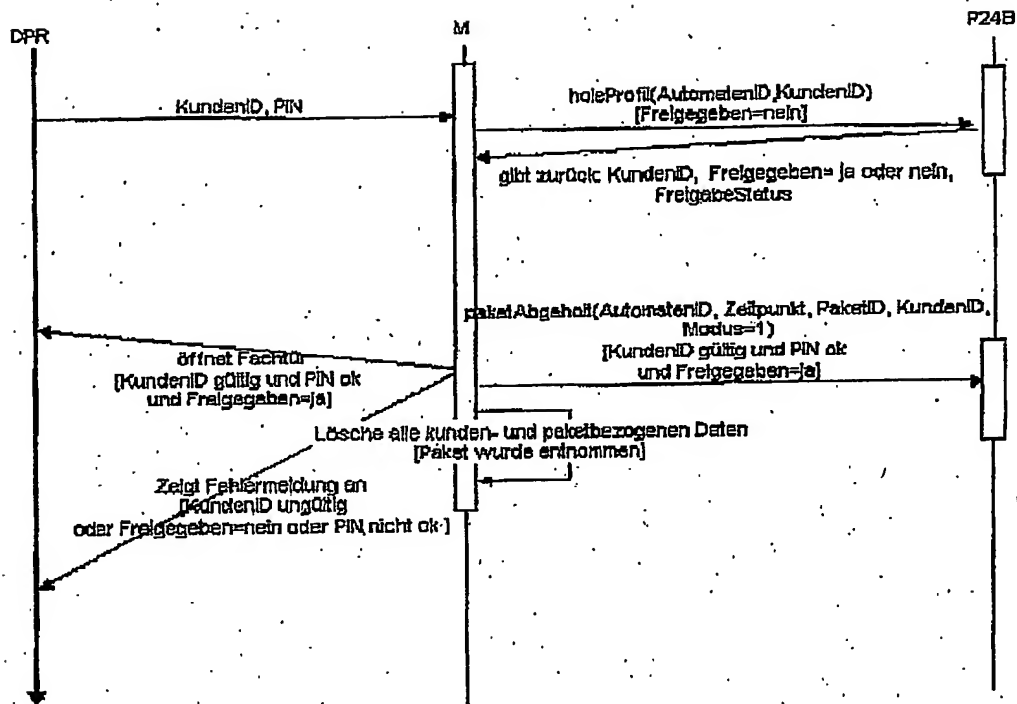 DPR
M
P24B
KundenID, PIN
holeProfil(AutomatenID,KundenID)
[Freigegeben=nein]
gibt zurück: KundenID, Freigegeben= ja oder nein,
FreigabeStatus
paketAbgeholt(AutomatenID, Zeitpunkt, PaketID, KundenID,
Modus=1)
[KundenID gültig und PIN ok
und Freigegeben=ja]
öffnet Fachtür
[KundenID gültig und PIN ok
und Freigegeben=ja]
Lösche alle kunden- und paketbezogenen Daten
[Paket wurde entnommen]
Zeigt Fehlermeldung an
[KundenID ungültig
oder Freigegeben=nein oder PIN nicht ok ]